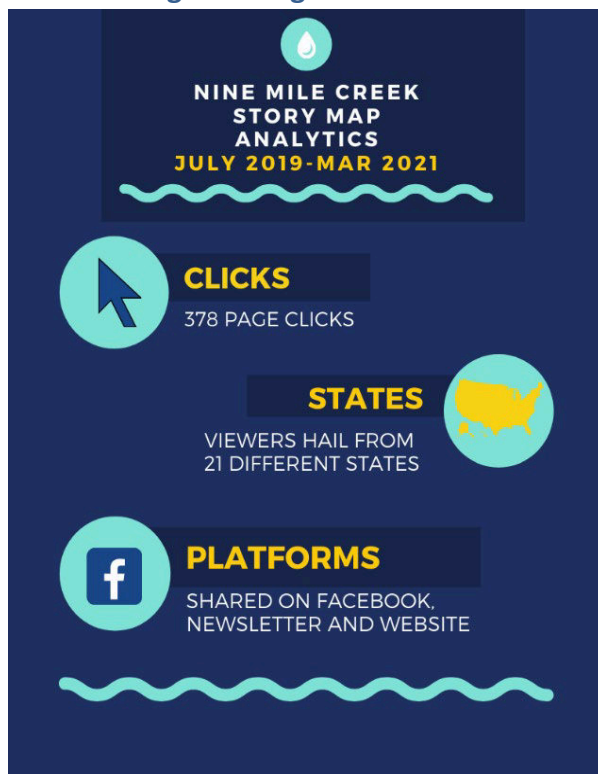 NINE MILE CREEK
STORY MAP
ANALYTICS
JULY 2019-MAR 2021
CLICKS
378 PAGE CLICKS
STATES
VIEWERS HAIL FROM
21 DIFFERENT STATES
f
PLATFORMS
SHARED ON FACEBOOK,
NEWSLETTER AND WEBSITE